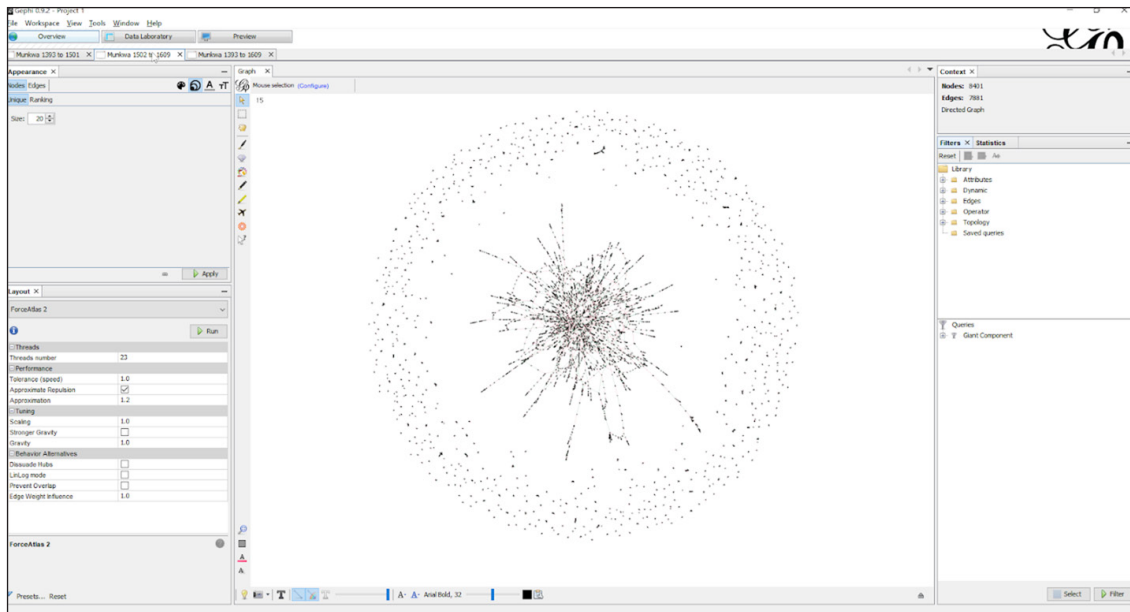 Gephi 0.9.2 - Project 1
File Workspace View Tools Window Help
Overview Data Laboratory Preview
Munkwa 1393 to 1501 Munkwa 1502 to 1609 Munkwa 1393 to 1609
Appearance
Nodes Edges
Unique Ranking
Size: 20
Apply
Layout
ForceAtlas 2
Run
Threads
Threads number 23
Performance
Tolerance (speed) 1.0
Approximate Repulsion
Approximation 1.2
Tuning
Scaling 1.0
Stronger Gravity
Gravity 1.0
Behavior Alternatives
Dissuade Hubs
LinLog mode
Prevent Overlap
Edge Weight Influence 1.0
ForceAtlas 2
Presets... Reset
Graph
Mouse selection (Configure)
15
Arial Bold, 32
Context
Nodes: 8401
Edges: 7881
Directed Graph
Filters Statistics
Reset
Library
Attributes
Dynamic
Edges
Operator
Topology
Saved queries
Queries
Giant Component
Select Filter